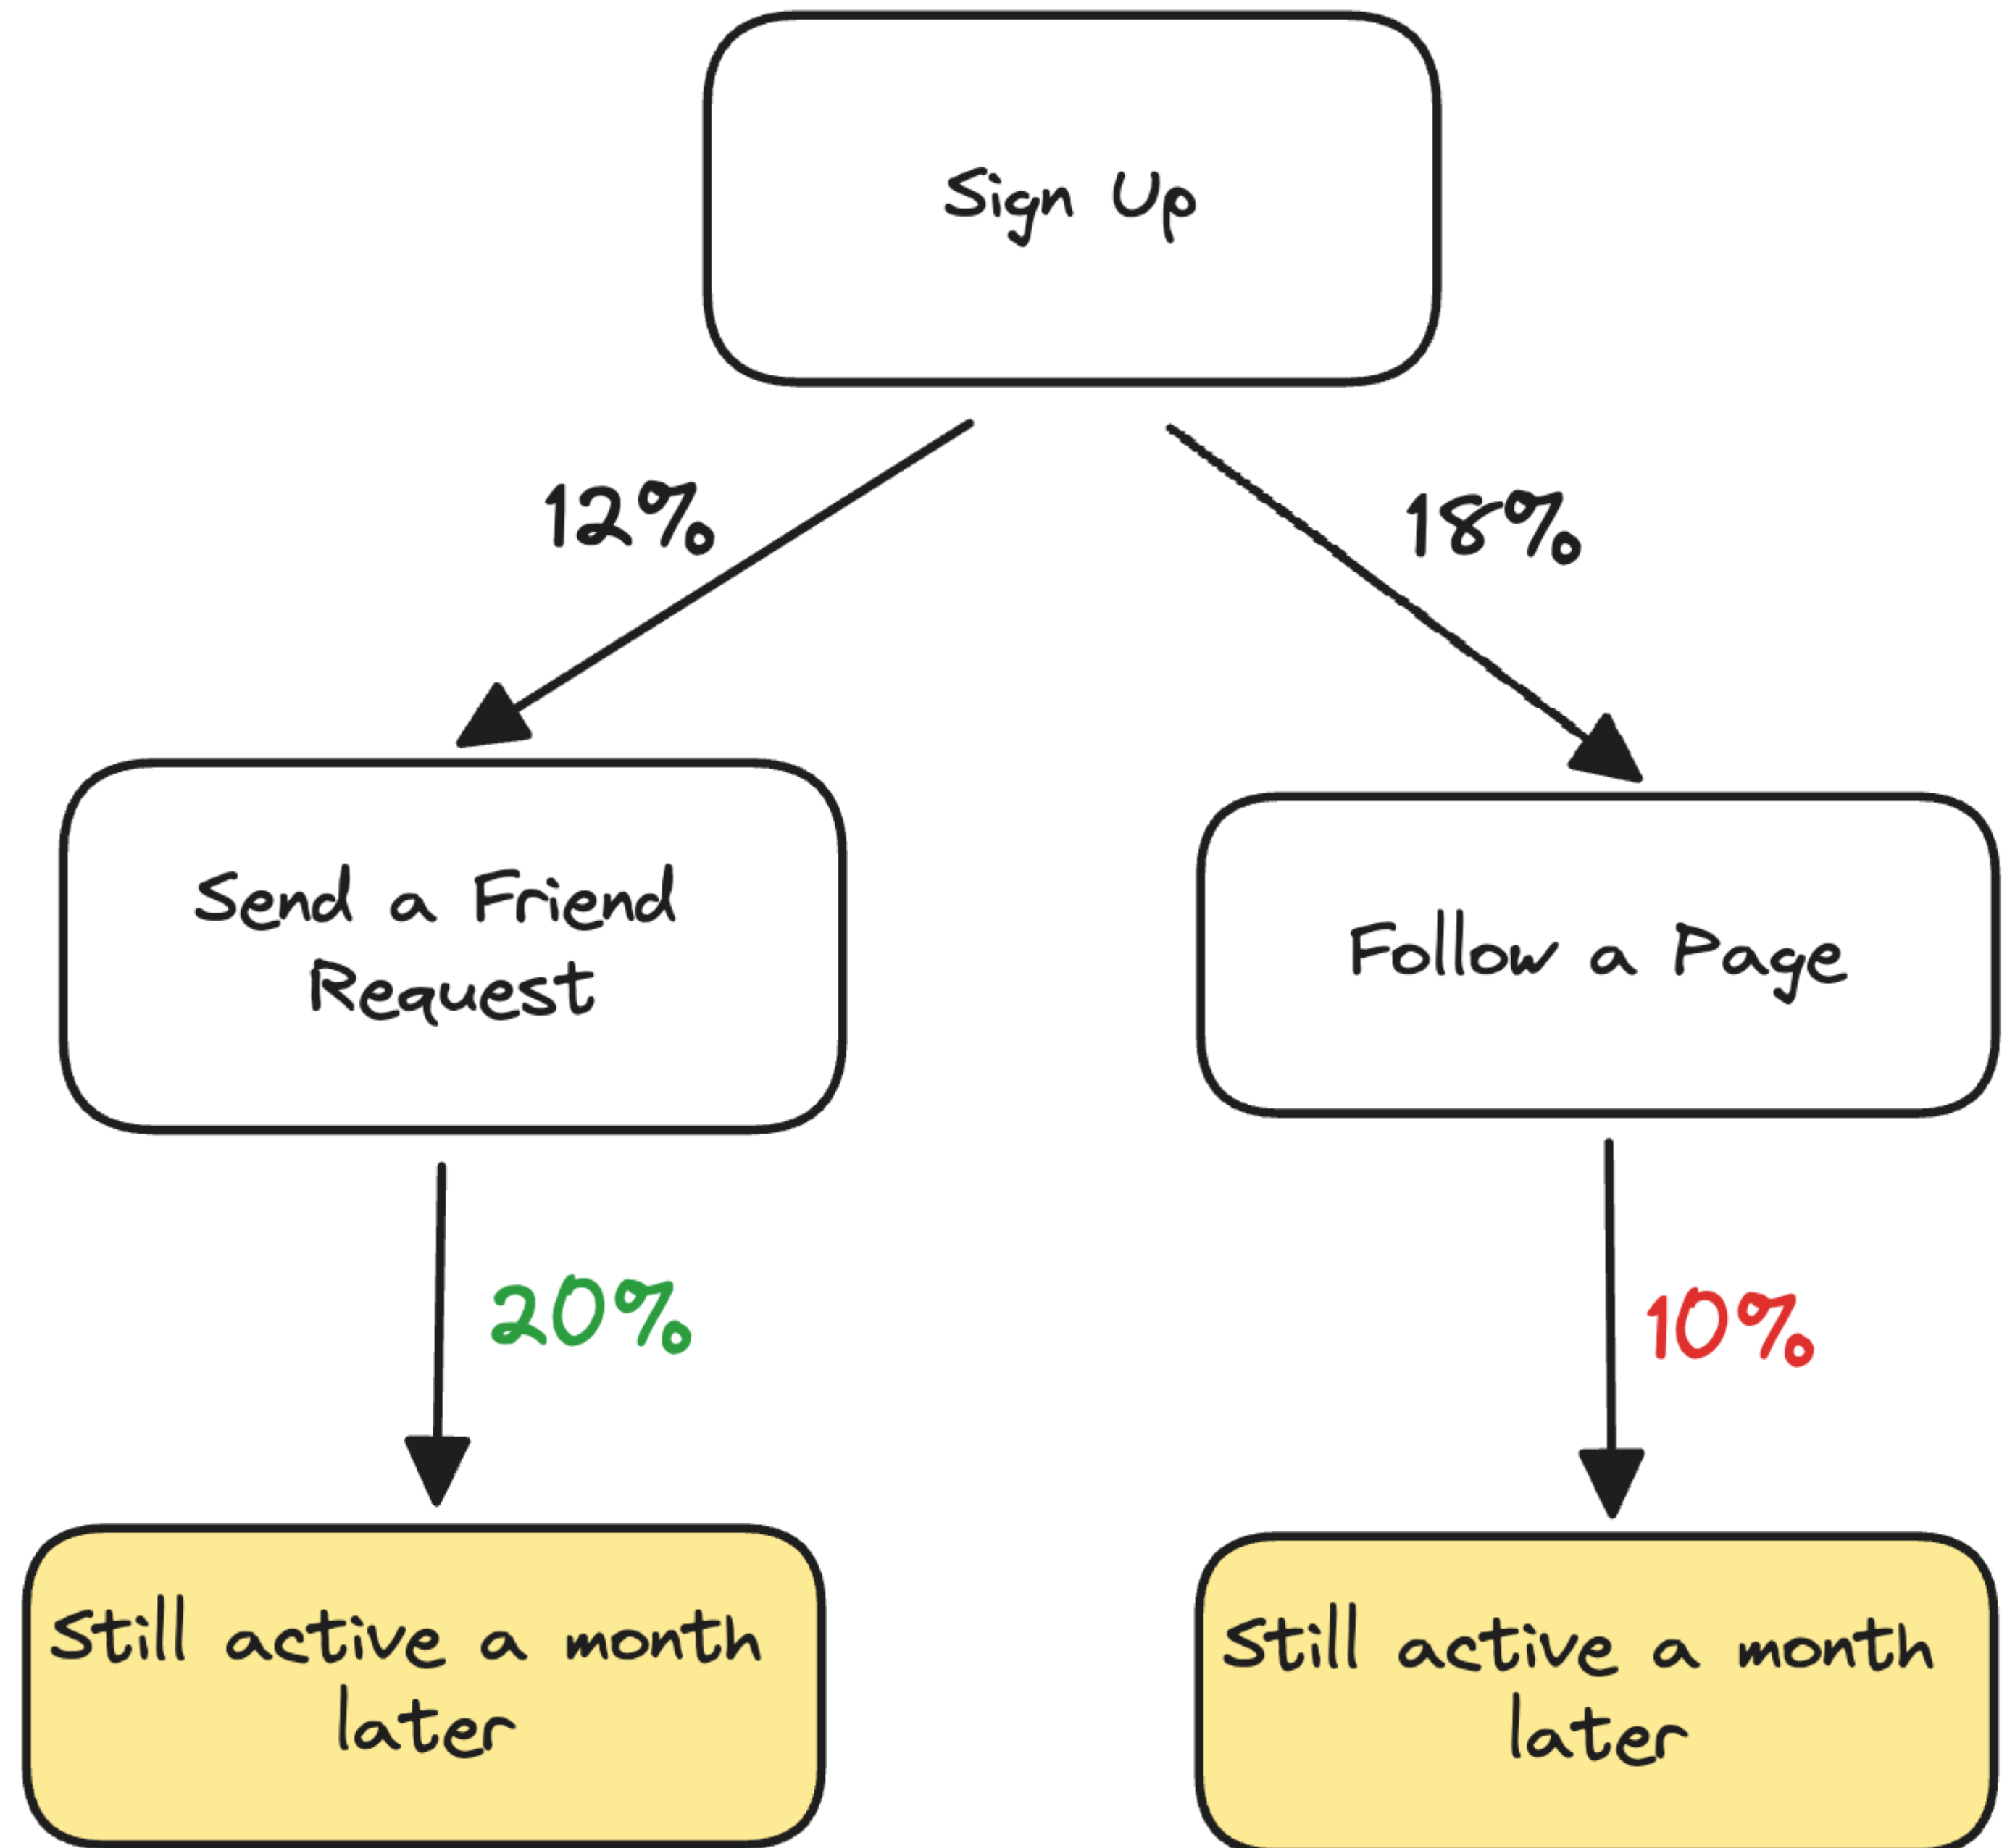 Sign Up
12%
18%
Send a Friend
Request
Follow a Page
20%
10%
Still active a month
later
Still active a month
later